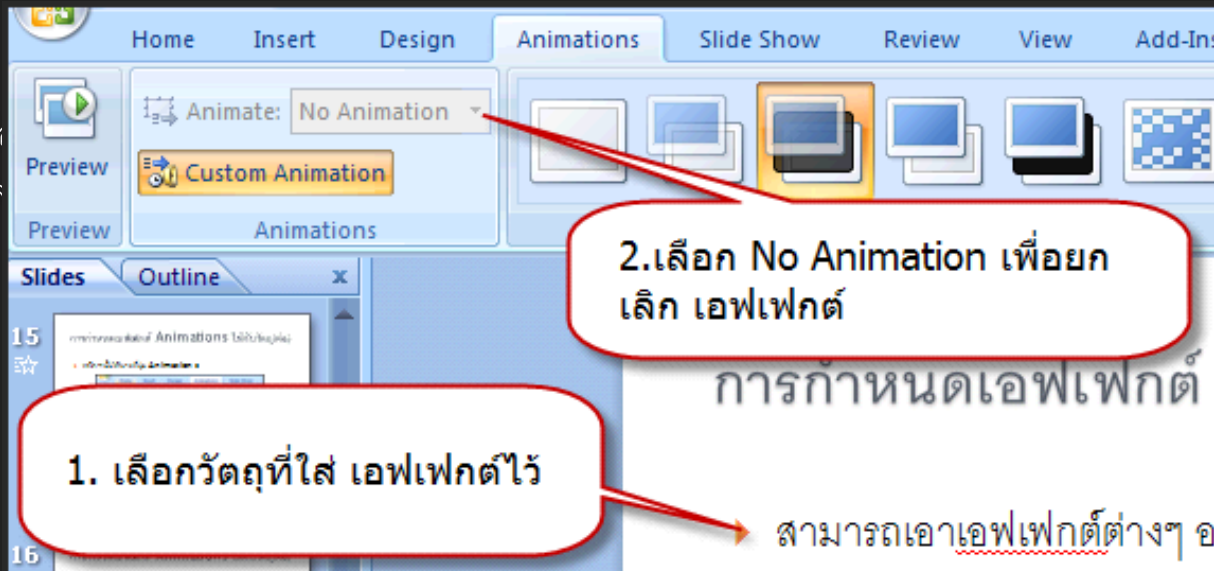 Home Insert Design Animations Slide Show Review View Add-Ins
Animate: No Animation
Preview
Custom Animation
Preview Animations
2.เลือก No Animation เพื่อยก
เลิก เอฟเฟกต์
Slides Outline x
15
Animations
การกำหนดเอฟเฟกต์
1. เลือกวัตถุที่ใส่ เอฟเฟกต์ไว้
สามารถเอาเอฟเฟกต์ต่างๆ อ
16